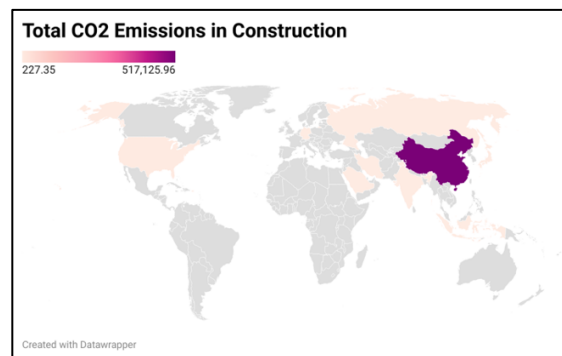 Total CO2 Emissions in Construction
227.35 517,125.96
Created with Datawrapper